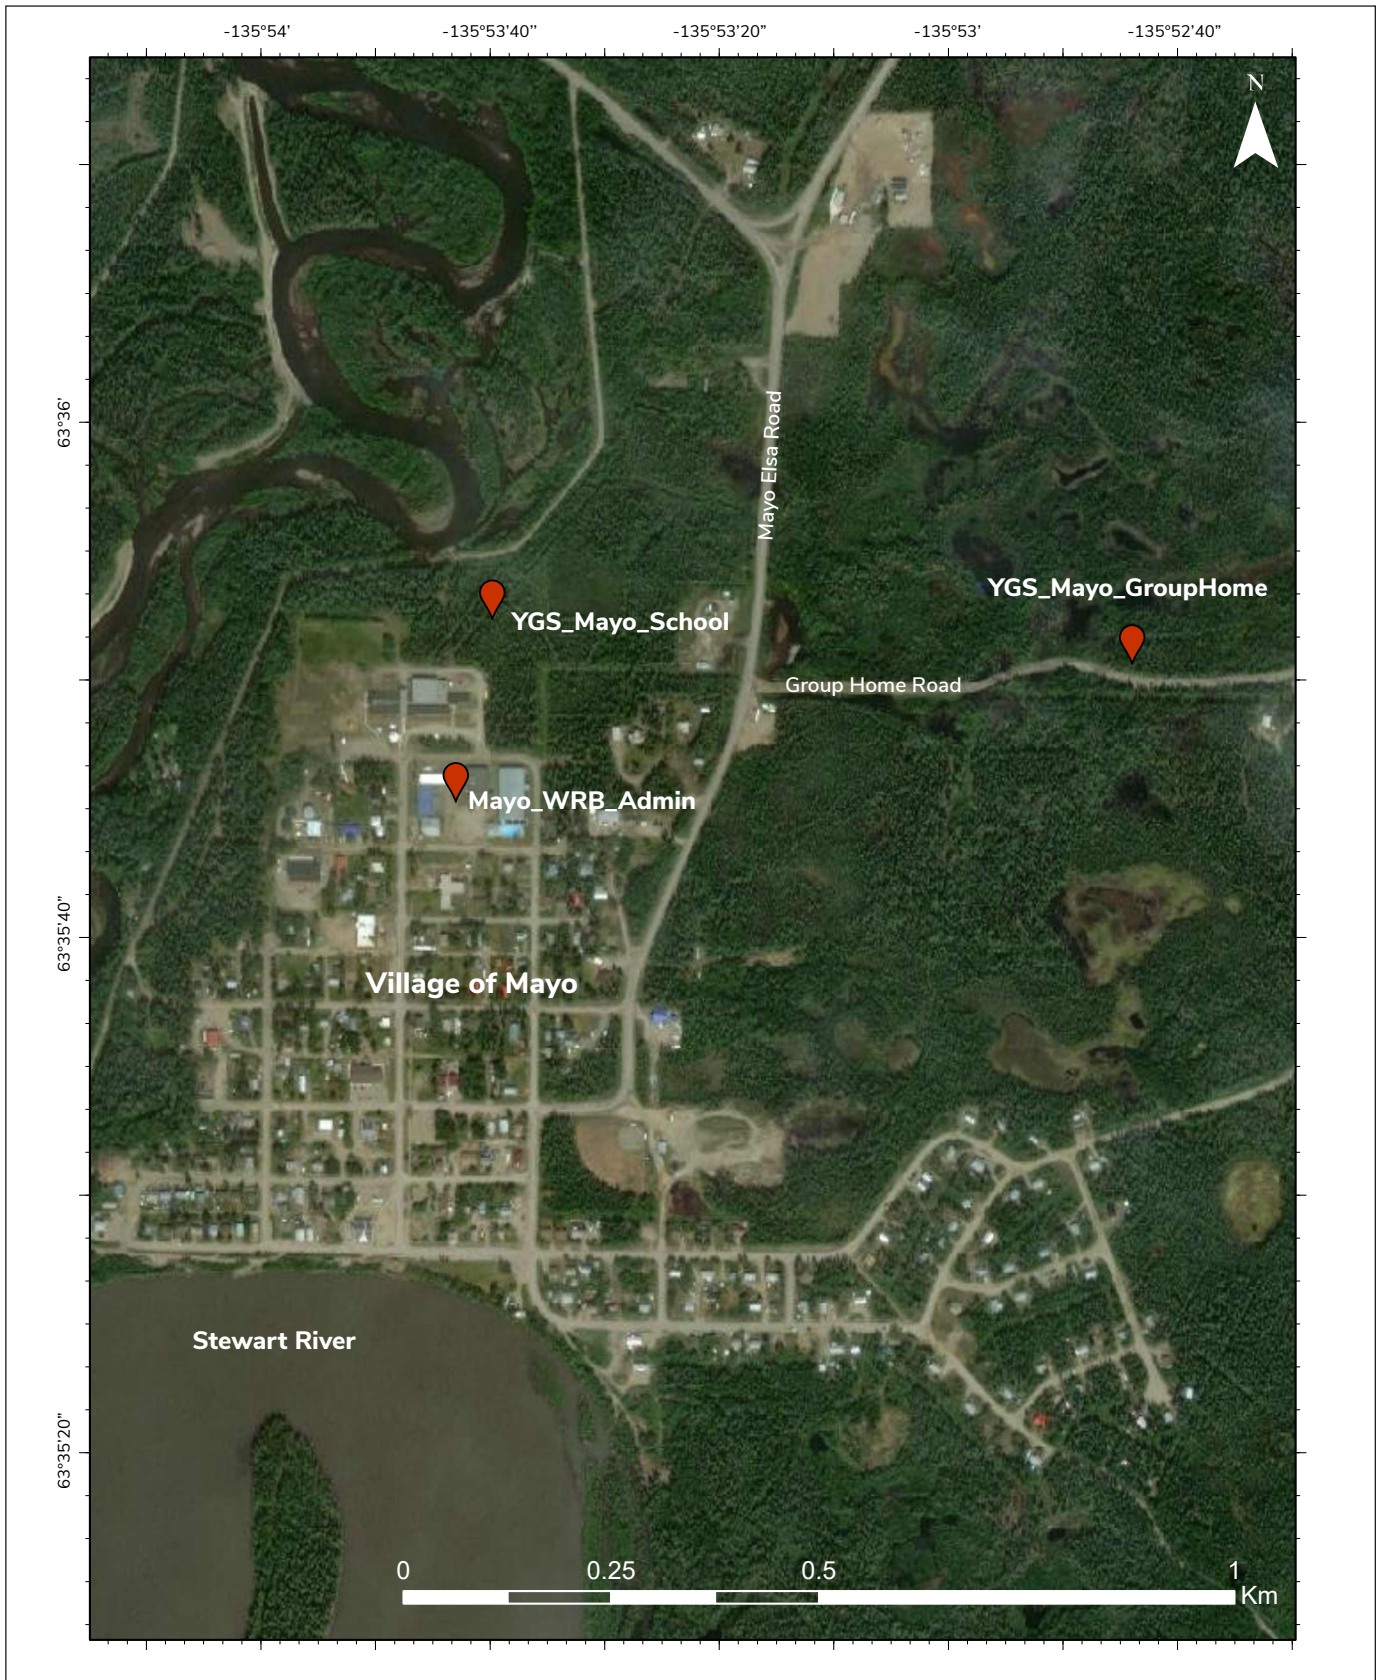 -135°54'
-135°53'40''
-135°53'20"
-135°53'
-135°52'40"
N
63°36'
Mayo Elsa Road
YGS_Mayo_GroupHome
YGS_Mayo_School
Group Home Road
Mayo_WRB_Admin
63°35'40"
Village of Mayo
Stewart River
63°35'20"
0 0.25 0.5 1
Km